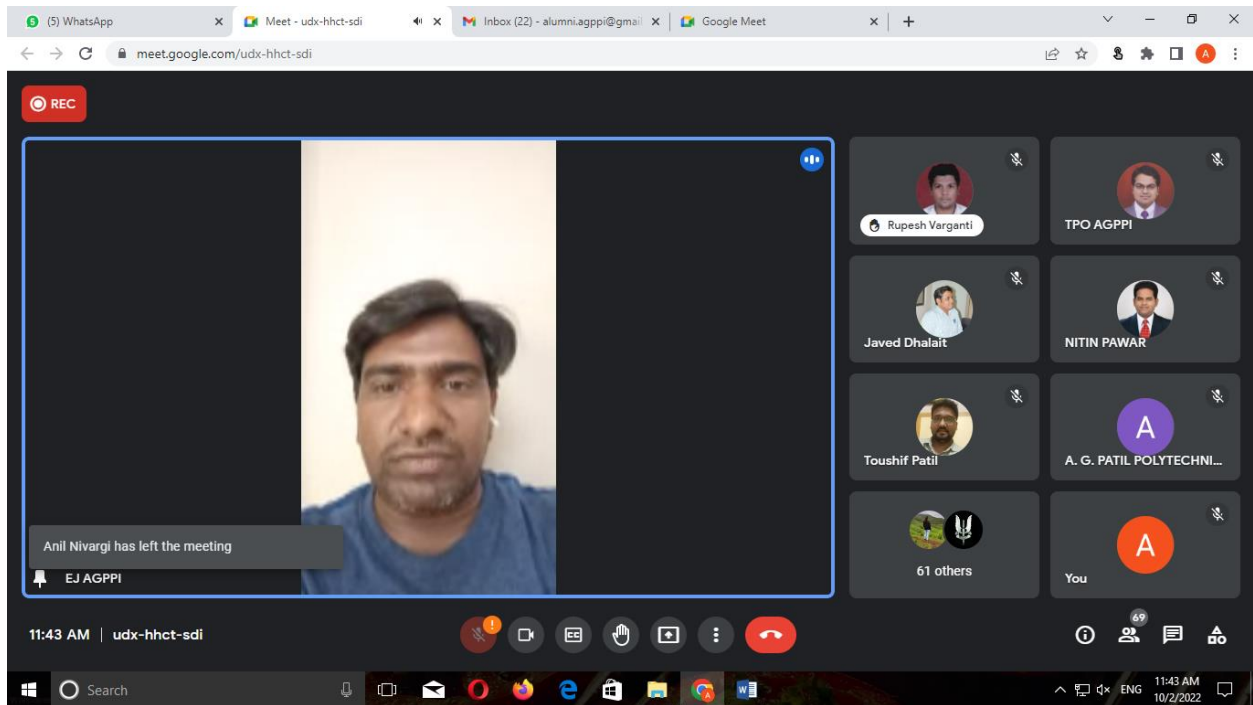 (5) WhatsApp
Meet - udx-hhct-sdi
Inbox (22) - alumni.agppi@gmail
Google Meet
meet.google.com/udx-hhct-sdi
A
REC
Rupesh Varganti
TPO AGPPI
Javed Dhalait
NITIN PAWAR
Toushif Patil
A
A. G. PATIL POLYTECHNI...
Anil Nivargi has left the meeting
EJ AGPPI
61 others
A
You
11:43 AM | udx-hhct-sdi
CC
69
Search
ENG
11:43 AM
10/2/2022